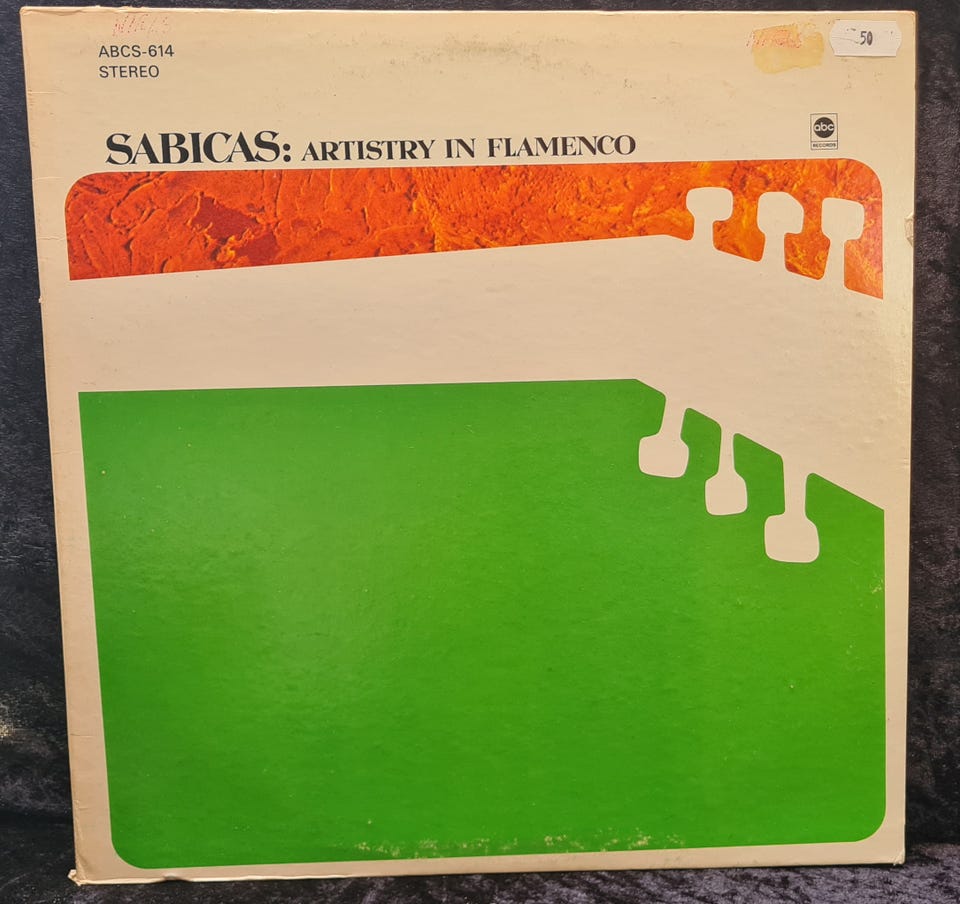 ABCS-614
STEREO
50
abc
RECORDS
SABICAS: ARTISTRY IN FLAMENCO